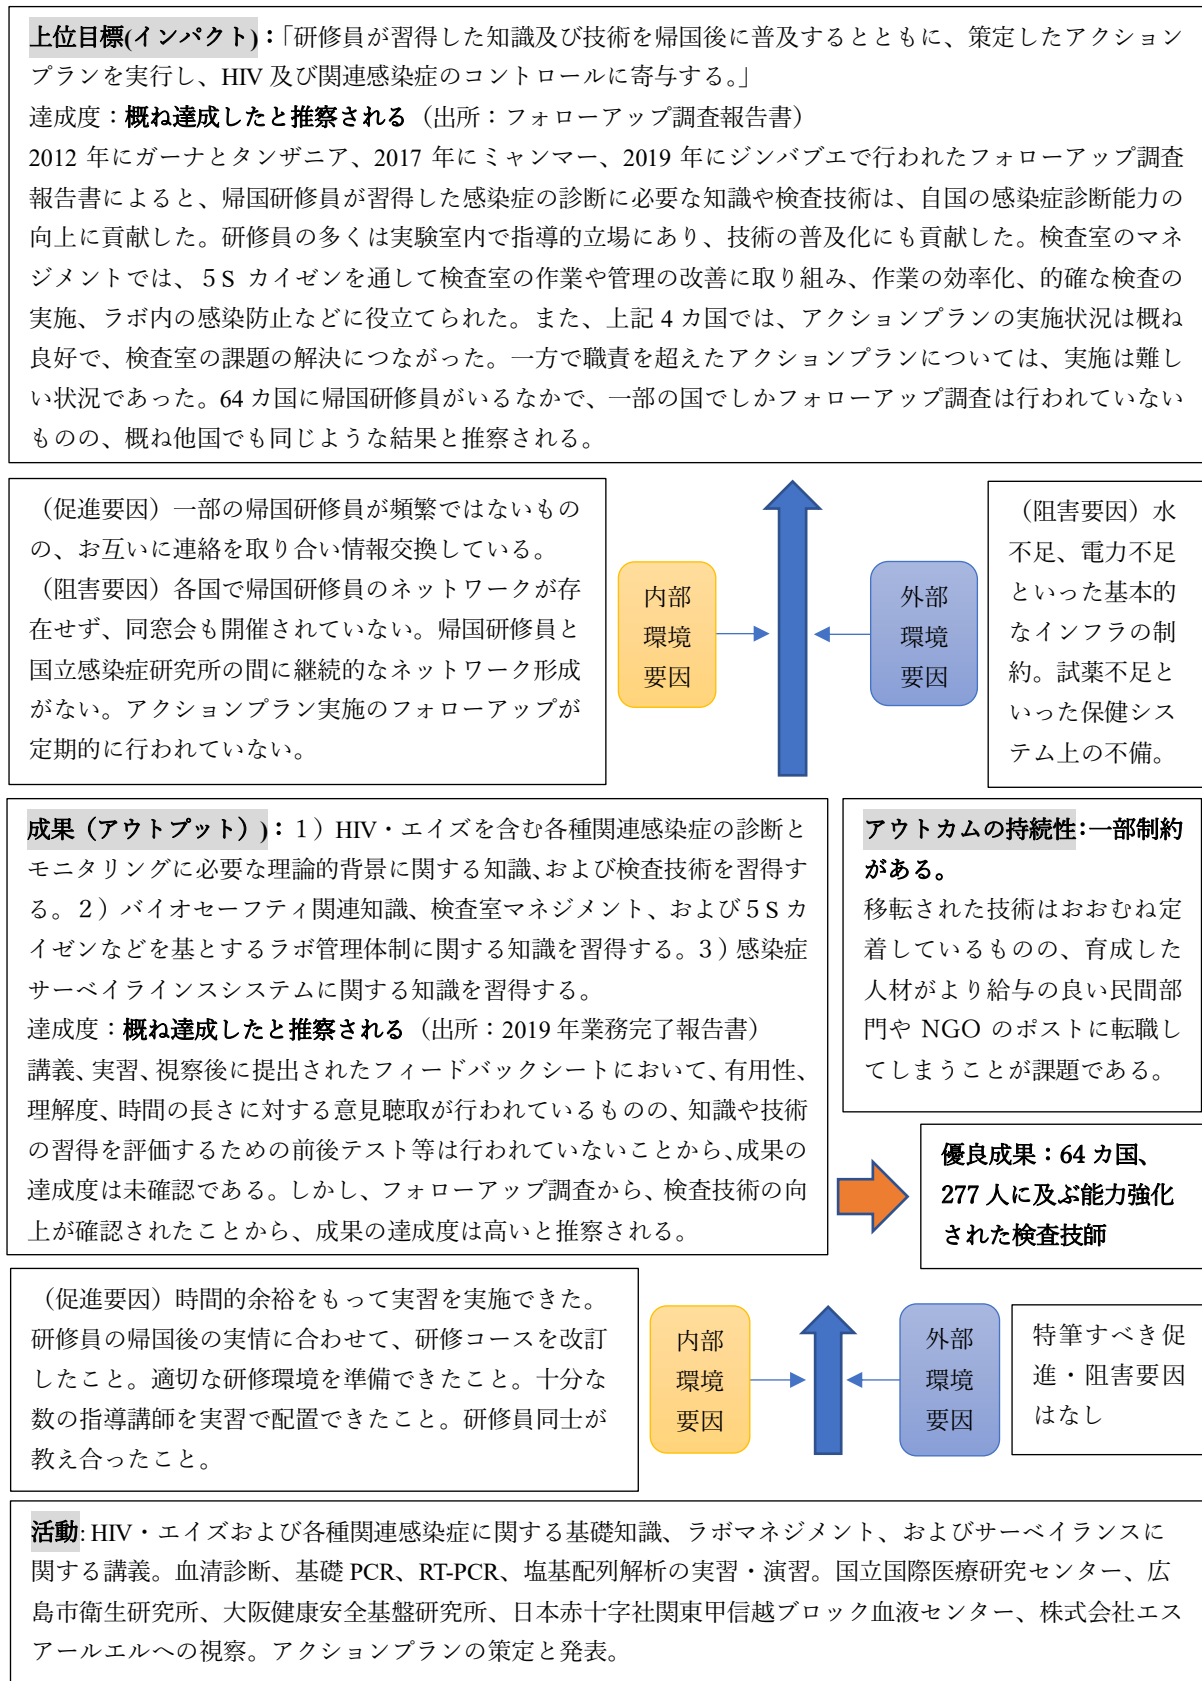 上位目標(インパクト)：「研修員が習得した知識及び技術を帰国後に普及するとともに、策定したアクション
プランを実行し、HIV 及び関連感染症のコントロールに寄与する。」
達成度：概ね達成したと推察される（出所：フォローアップ調査報告書）
2012 年にガーナとタンザニア、2017 年にミャンマー、2019 年にジンバブエで行われたフォローアップ調査
報告書によると、帰国研修員が習得した感染症の診断に必要な知識や検査技術は、自国の感染症診断能力の
向上に貢献した。研修員の多くは実験室内で指導的立場にあり、技術の普及化にも貢献した。検査室のマネ
ジメントでは、５S カイゼンを通して検査室の作業や管理の改善に取り組み、作業の効率化、的確な検査の
実施、ラボ内の感染防止などに役立てられた。また、上記 4 カ国では、アクションプランの実施状況は概ね
良好で、検査室の課題の解決につながった。一方で職責を超えたアクションプランについては、実施は難し
い状況であった。64 カ国に帰国研修員がいるなかで、一部の国でしかフォローアップ調査は行われていない
ものの、概ね他国でも同じような結果と推察される。
（促進要因）一部の帰国研修員が頻繁ではないもの
の、お互いに連絡を取り合い情報交換している。
（阻害要因）各国で帰国研修員のネットワークが存
在せず、同窓会も開催されていない。帰国研修員と
国立感染症研究所の間に継続的なネットワーク形成
がない。アクションプラン実施のフォローアップが
定期的に行われていない。
内部
環境
要因
外部
環境
要因
（阻害要因）水
不足、電力不足
といった基本的
なインフラの制
約。試薬不足と
いった保健シス
テム上の不備。
成果（アウトプット）)：１）HIV・エイズを含む各種関連感染症の診断と
モニタリングに必要な理論的背景に関する知識、および検査技術を習得す
る。２）バイオセーフティ関連知識、検査室マネジメント、および５S カ
イゼンなどを基とするラボ管理体制に関する知識を習得する。３）感染症
サーベイラインスシステムに関する知識を習得する。
達成度：概ね達成したと推察される（出所：2019 年業務完了報告書）
講義、実習、視察後に提出されたフィードバックシートにおいて、有用性、
理解度、時間の長さに対する意見聴取が行われているものの、知識や技術
の習得を評価するための前後テスト等は行われていないことから、成果の
達成度は未確認である。しかし、フォローアップ調査から、検査技術の向
上が確認されたことから、成果の達成度は高いと推察される。
アウトカムの持続性：一部制約
がある。
移転された技術はおおむね定
着しているものの、育成した
人材がより給与の良い民間部
門や NGO のポストに転職し
てしまうことが課題である。
優良成果：64 カ国、
277 人に及ぶ能力強化
された検査技師
（促進要因）時間的余裕をもって実習を実施できた。
研修員の帰国後の実情に合わせて、研修コースを改訂
したこと。適切な研修環境を準備できたこと。十分な
数の指導講師を実習で配置できたこと。研修員同士が
教え合ったこと。
内部
環境
要因
外部
環境
要因
特筆すべき促
進・阻害要因
はなし
活動: HIV・エイズおよび各種関連感染症に関する基礎知識、ラボマネジメント、およびサーベイランスに
関する講義。血清診断、基礎 PCR、RT-PCR、塩基配列解析の実習・演習。国立国際医療研究センター、広
島市衛生研究所、大阪健康安全基盤研究所、日本赤十字社関東甲信越ブロック血液センター、株式会社エス
アールエルへの視察。アクションプランの策定と発表。